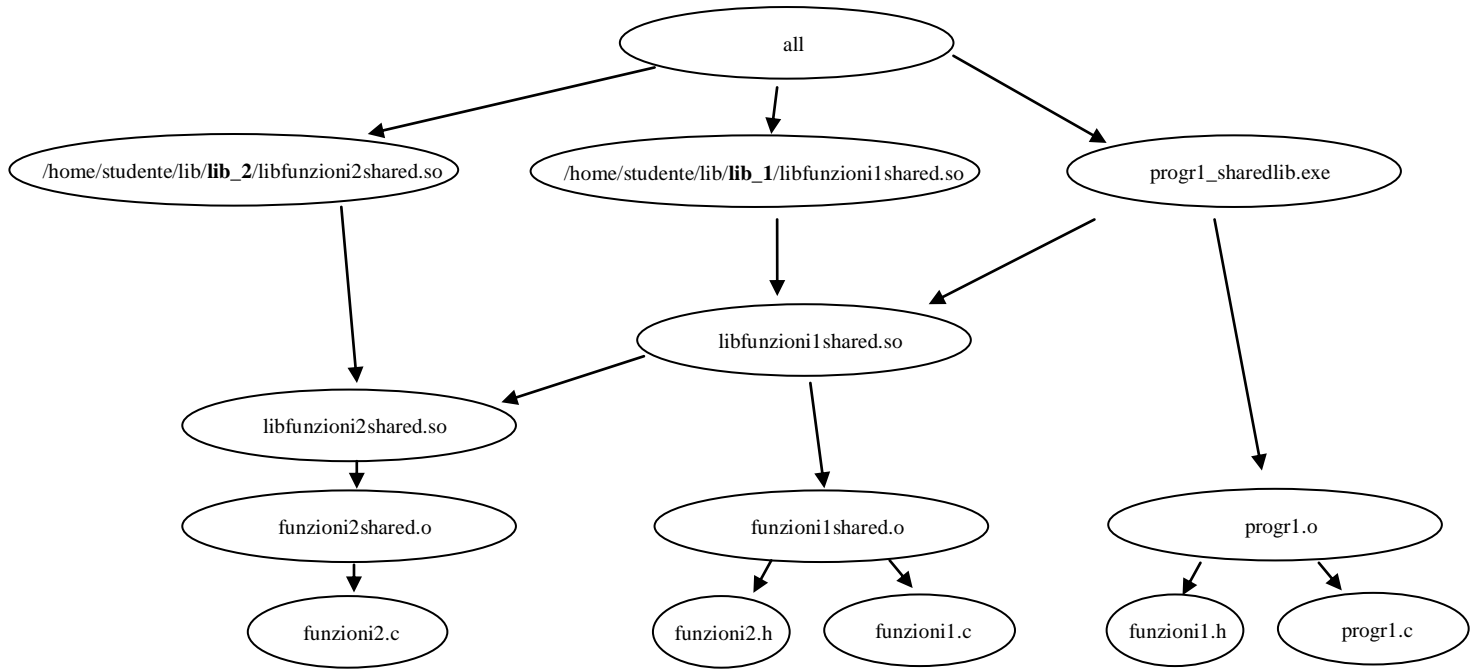 all
/home/studente/lib/lib_2/libfunzioni2shared.so
/home/studente/lib/lib_1/libfunzioni1shared.so
progr1_sharedlib.exe
libfunzioni1shared.so
libfunzioni2shared.so
funzioni2shared.o
funzioni1shared.o
progr1.o
funzioni2.c
funzioni2.h
funzioni1.c
funzioni1.h
progr1.c